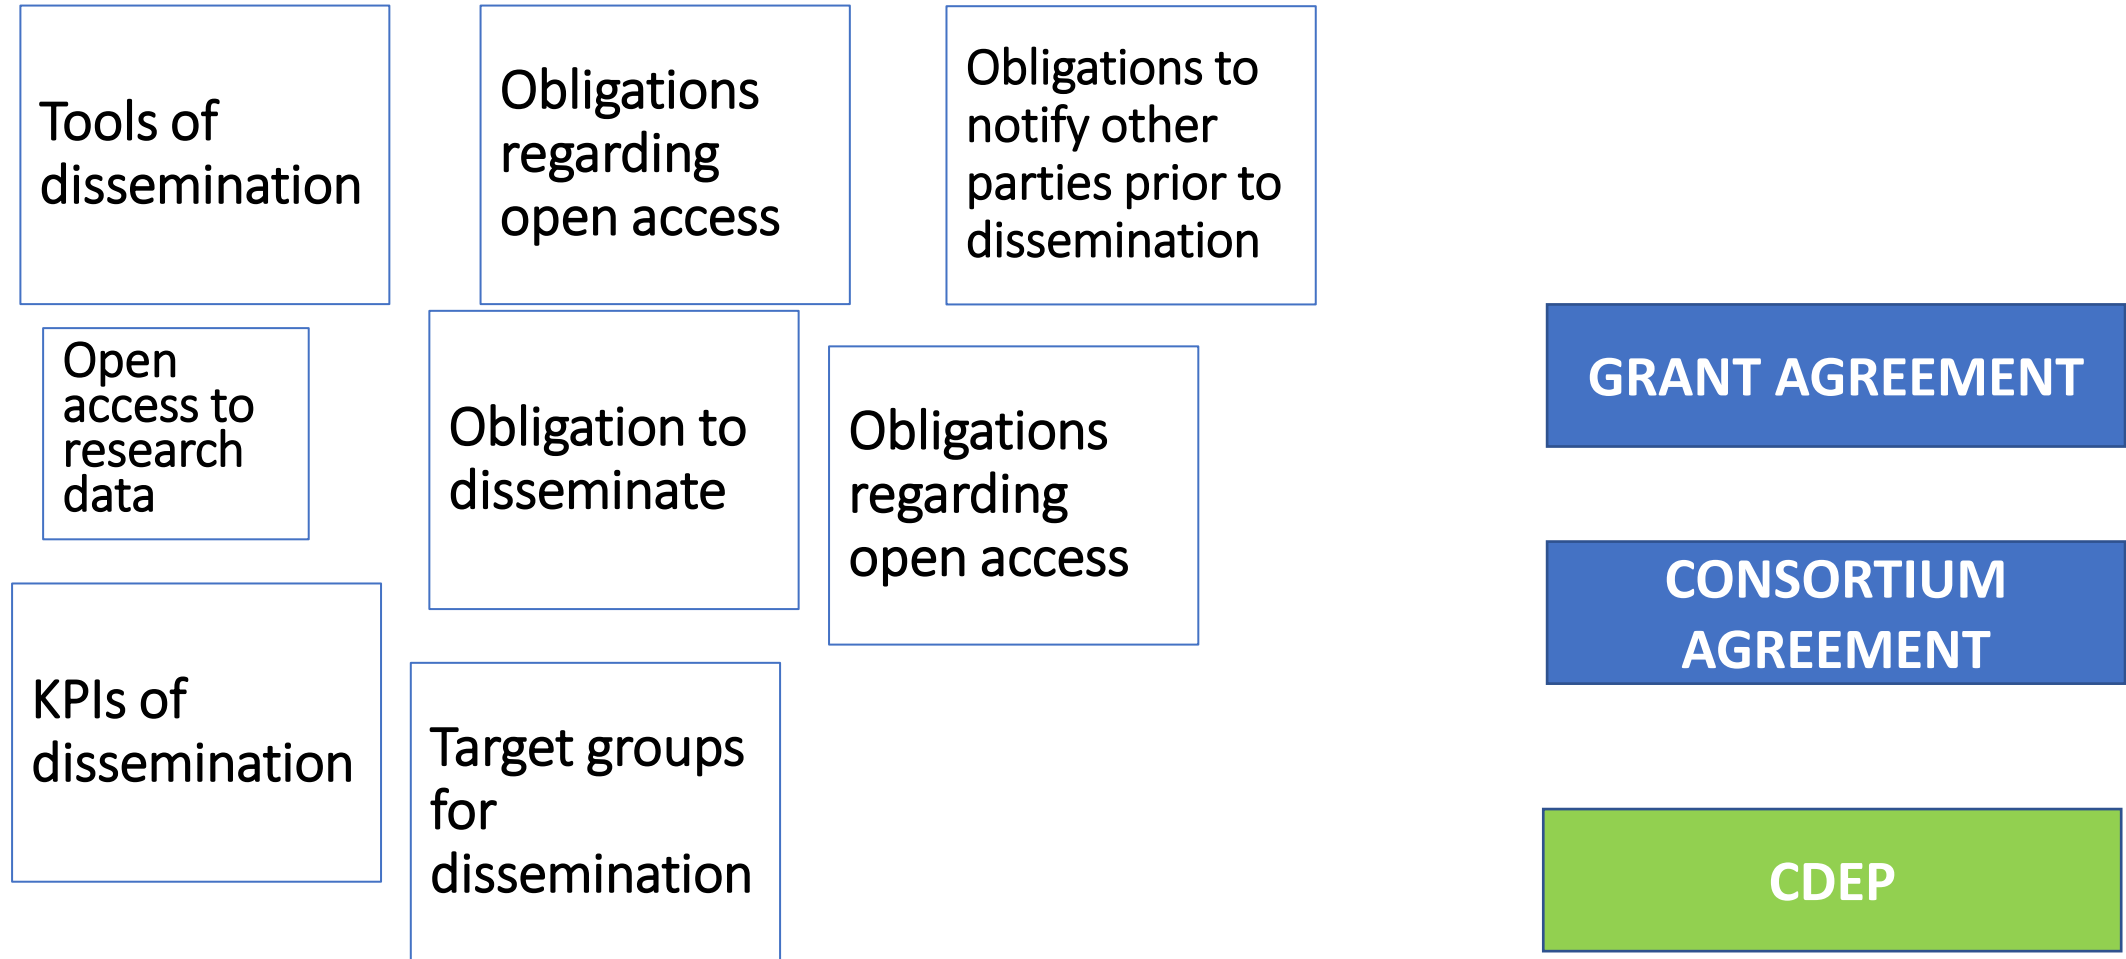 Tools of
dissemination
Obligations
regarding
open access
Obligations to
notify other
parties prior to
dissemination
Open
access to
research
data
Obligation to
disseminate
Obligations
regarding
open access
KPIs of
dissemination
Target groups
for
dissemination
GRANT AGREEMENT
CONSORTIUM
AGREEMENT
CDEP